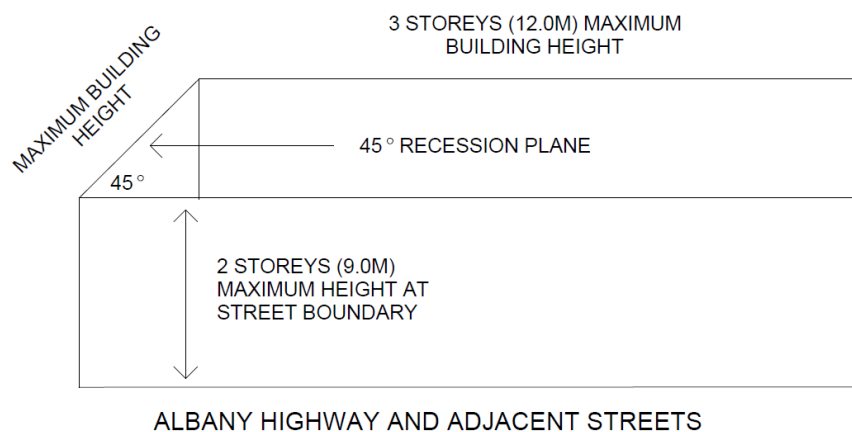 3 STOREYS (12.0M) MAXIMUM
BUILDING HEIGHT
MAXIMUM BUILDING
HEIGHT
45° RECESSION PLANE
45°
2 STOREYS (9.0M)
MAXIMUM HEIGHT AT
STREET BOUNDARY
ALBANY HIGHWAY AND ADJACENT STREETS